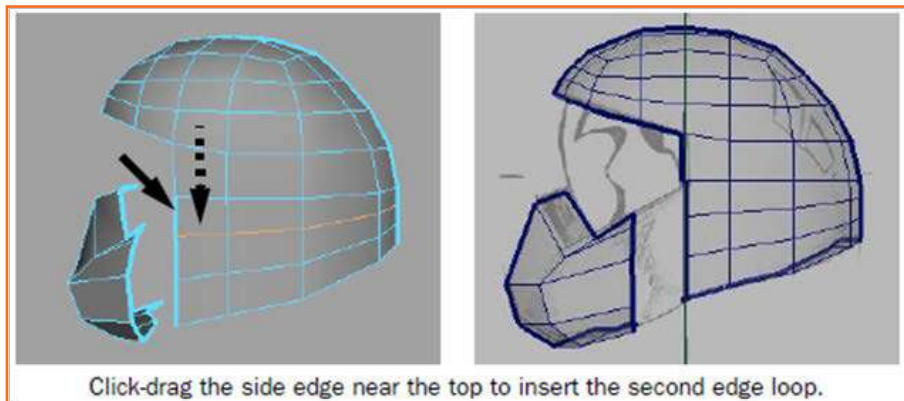 Click-drag the side edge near the top to insert the second edge loop.